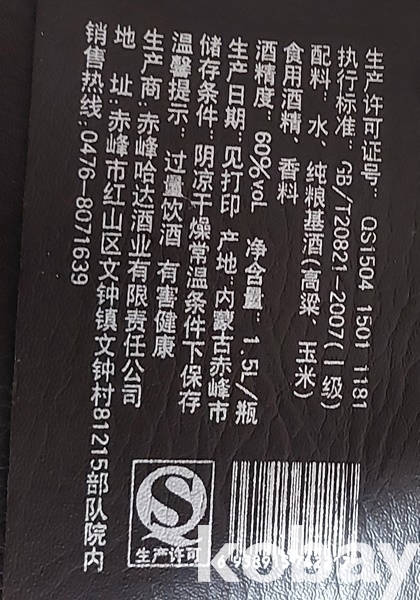 生产许可证号: QS1504 1501 1181
执行标准: GB/T20821-2007(I级)
配料: 水、纯粮基酒(高粱、玉米)
食用酒精、香料
酒精度: 60%voL 净含量: 1.5L/瓶
生产日期:见打印 产地:内蒙古赤峰市
储存条件:阴凉干燥常温条件下保存
温馨提示: 过量饮酒 有害健康
生产商:赤峰哈达酒业有限责任公司
地 址:赤峰市红山区文钟镇文钟村81215部队院内
销售热线:0476-8071639
生产许可
kobay